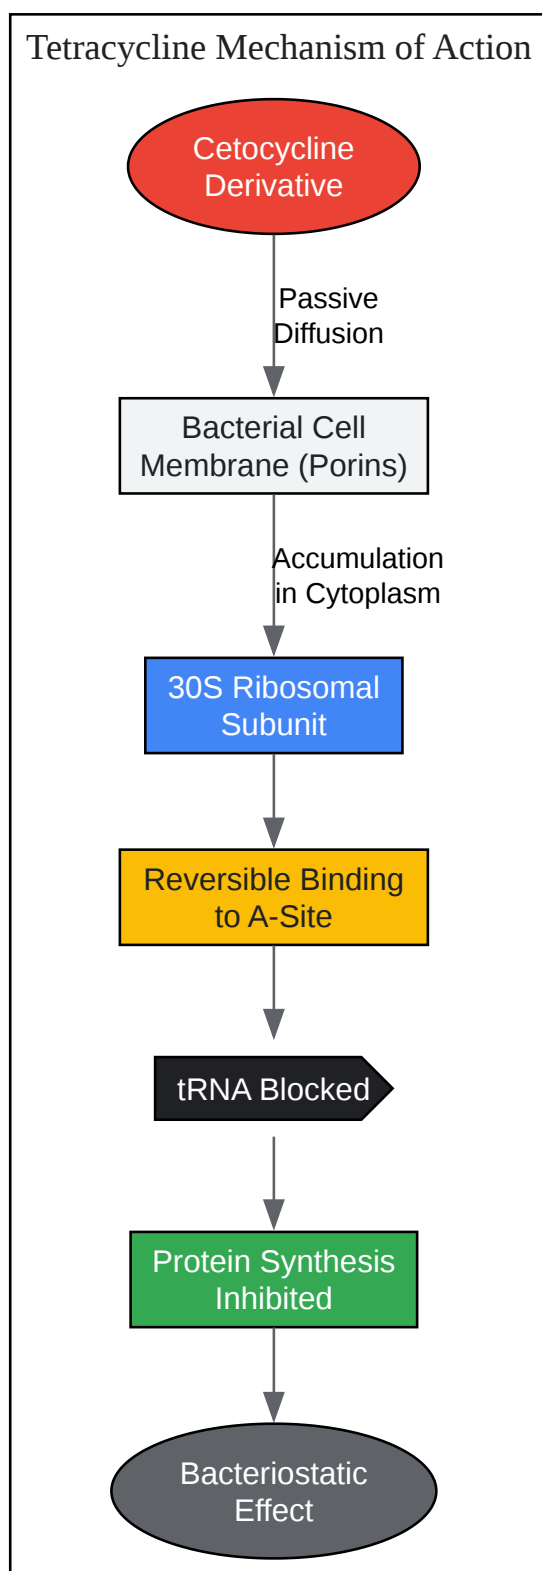 Tetracycline Mechanism of Action
Cetocycline
Derivative
Passive
Diffusion
Bacterial Cell
Membrane (Porins)
Accumulation
in Cytoplasm
30S Ribosomal
Subunit
Reversible Binding
to A-Site
tRNA Blocked
Protein Synthesis
Inhibited
Bacteriostatic
Effect